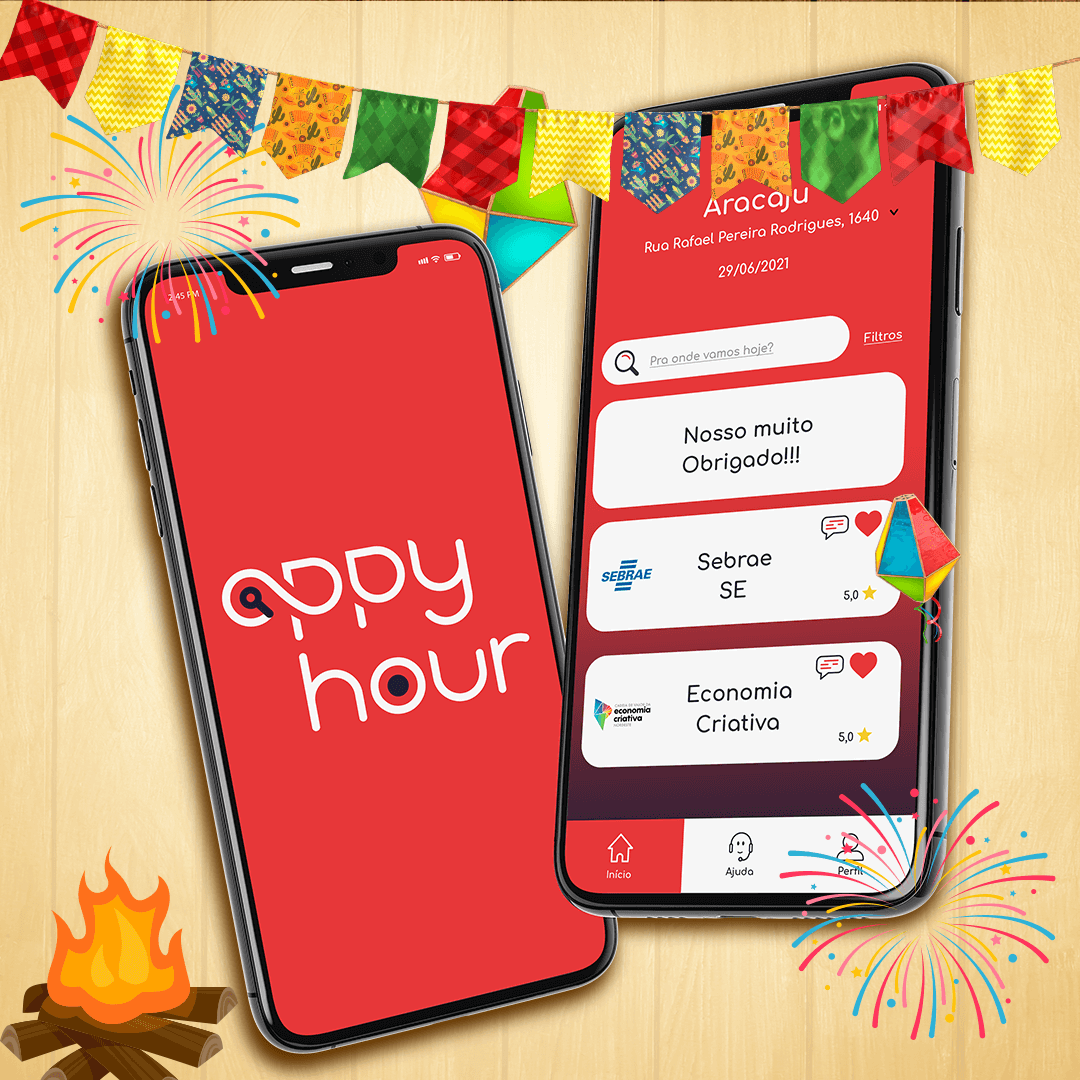 2:45 PM
appy
hour
Aracaju
Rua Rafael Pereira Rodrigues, 1640
29/06/2021
Pra onde vamos hoje?
Filtros
Nosso muito
Obrigado!!!
SEBRAE
Sebrae
SE
5,0
economia
criativa
NORDESTE
Economia
Criativa
5,0
Início
Ajuda
Perfil